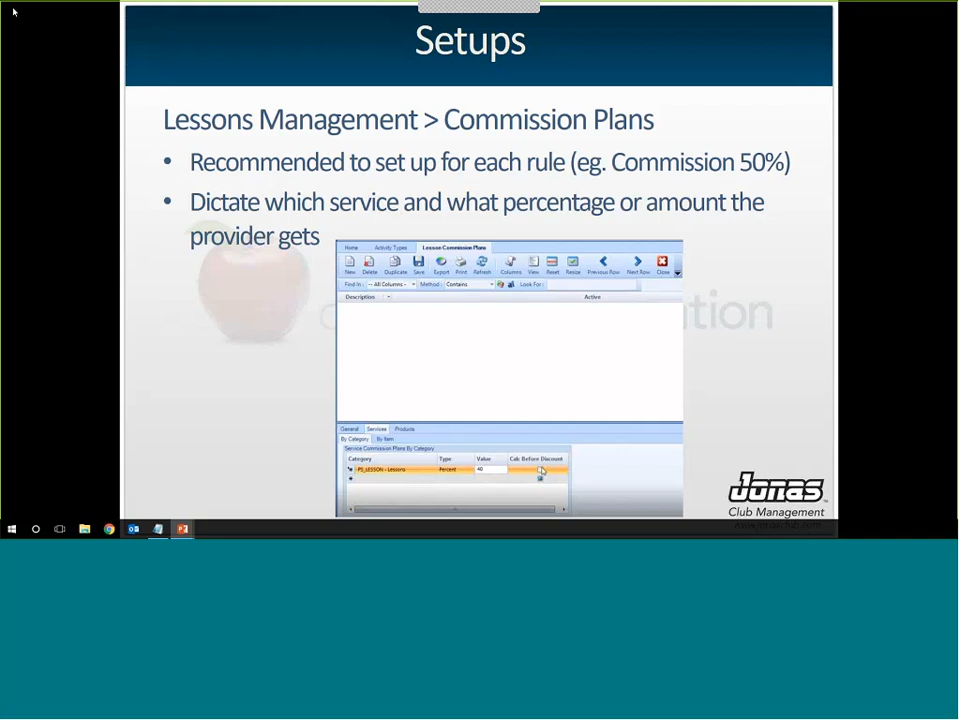 Setups
Lessons Management > Commission Plans
• Recommended to set up for each rule (eg. Commission 50%)
• Dictate which service and what percentage or amount the
provider gets
Home Activity Types Lesson Commission Plans
New Delete Duplicate Save Export Print Refresh Columns View Reset Resize Previous Row Next Row Close
Find In: -- All Columns - Method: Contains Look For:
Description Active
General Services Products
By Category By Item
Service Commission Plans By Category
Category Type Value Calc Before Discount
PS_LESSON - Lessons Percent 40
Jonas
Club Management